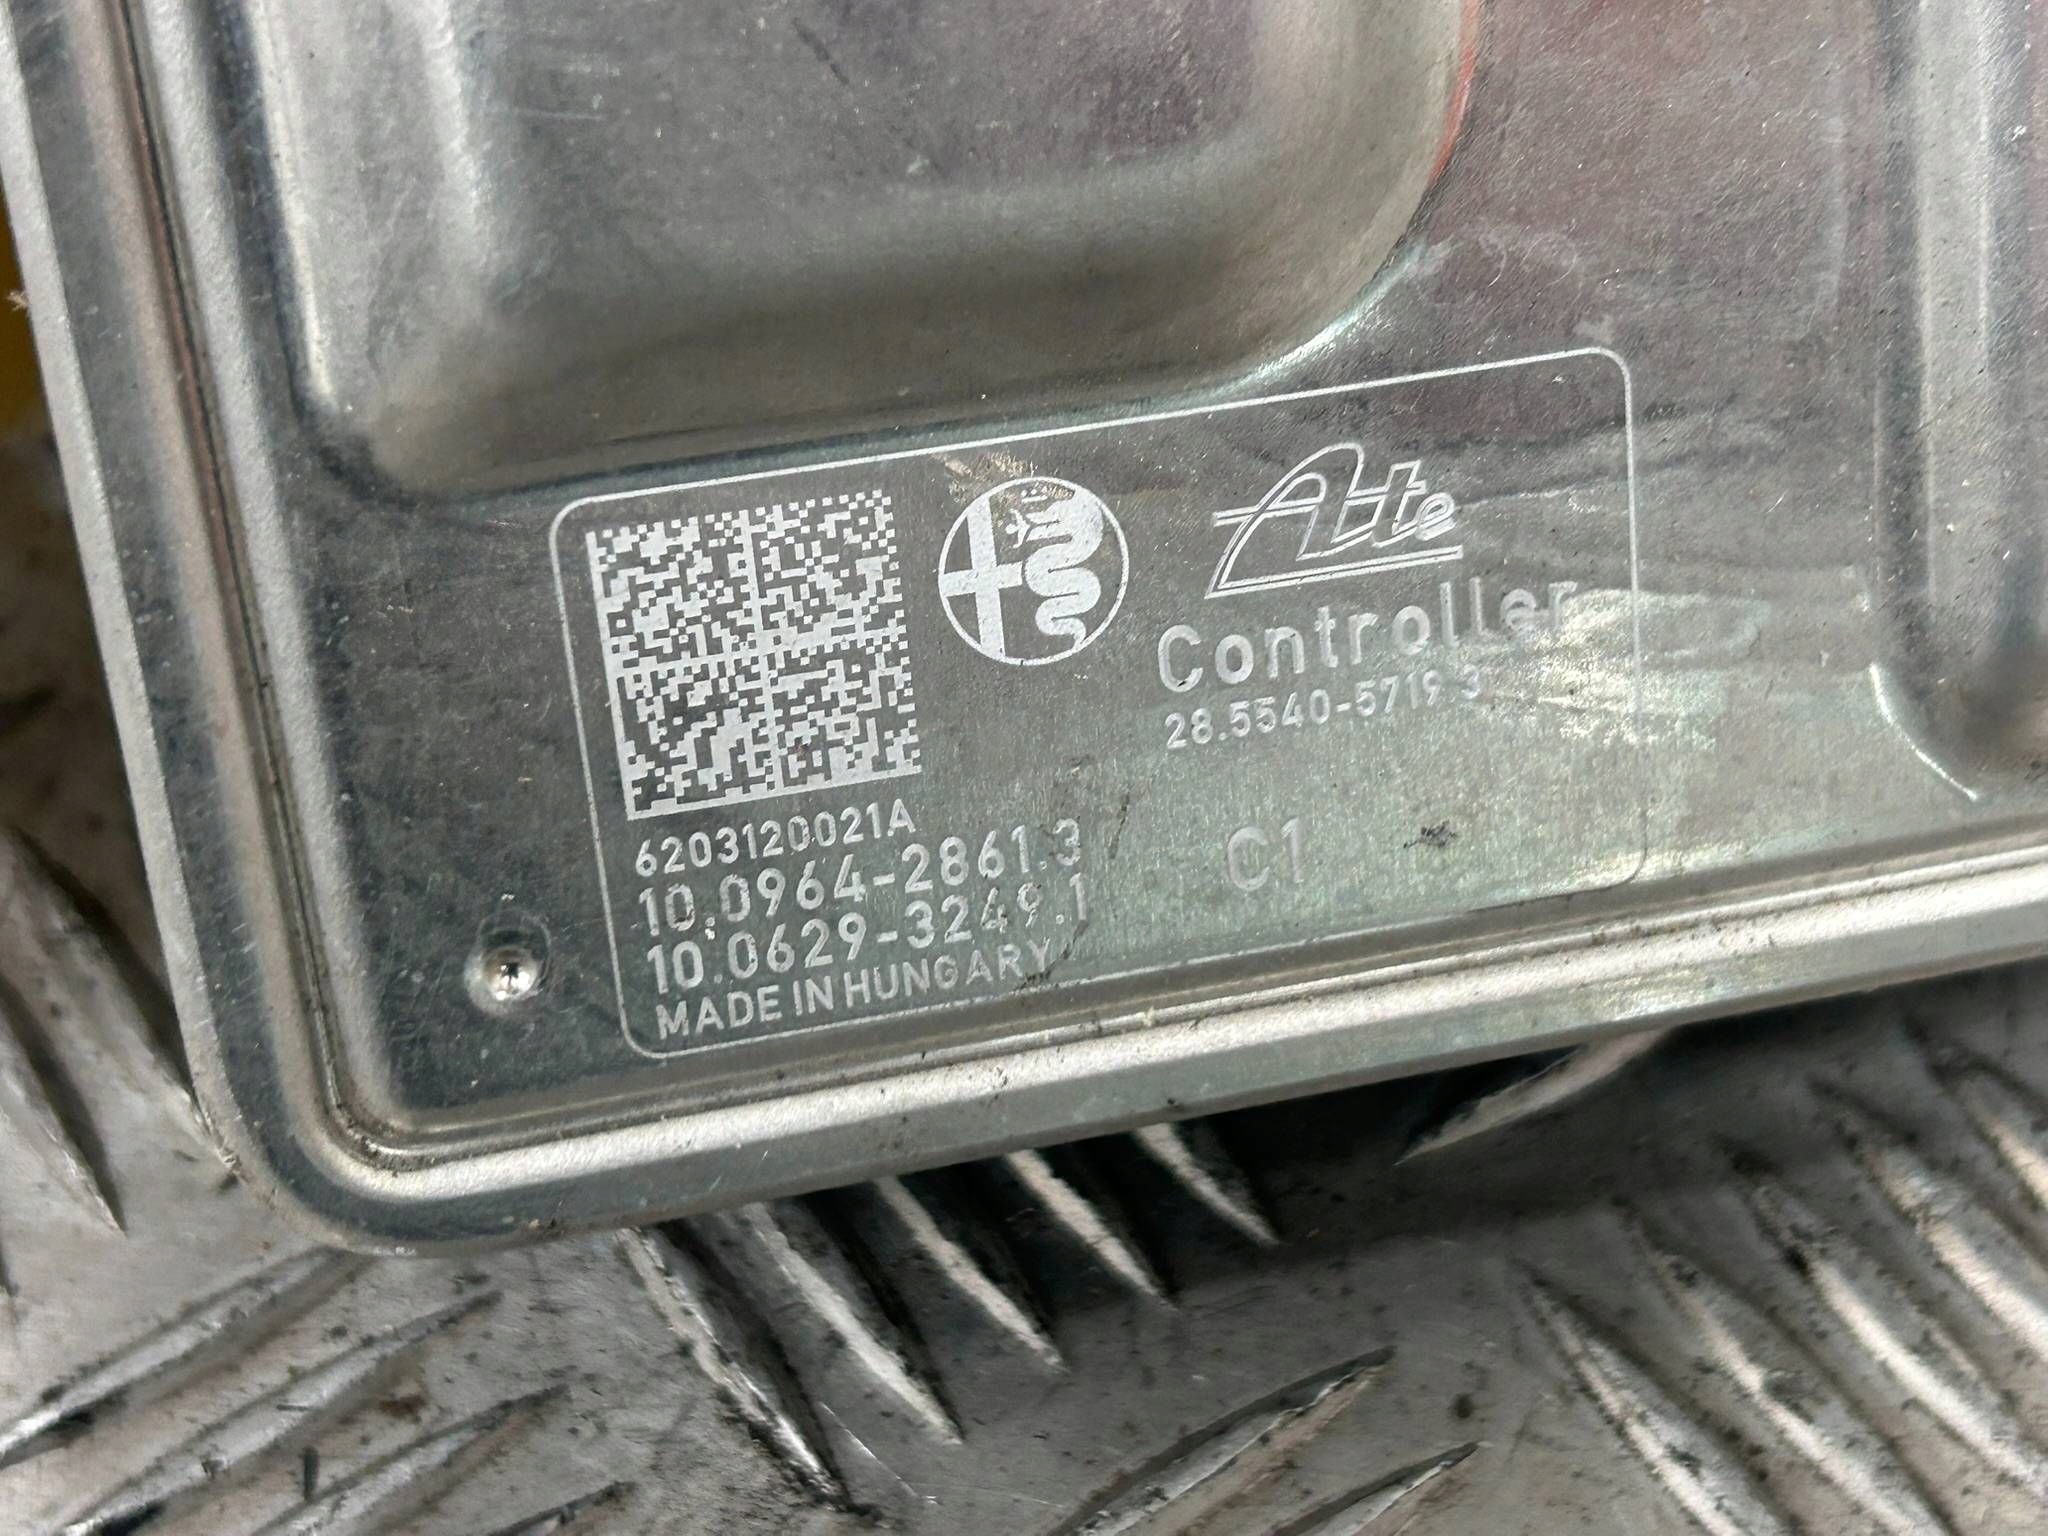 Ate
Controller
28.5540-5719.3
6203120021A
10.0964-2861.3
C1
10.0629-3249.1
MADE IN HUNGARY